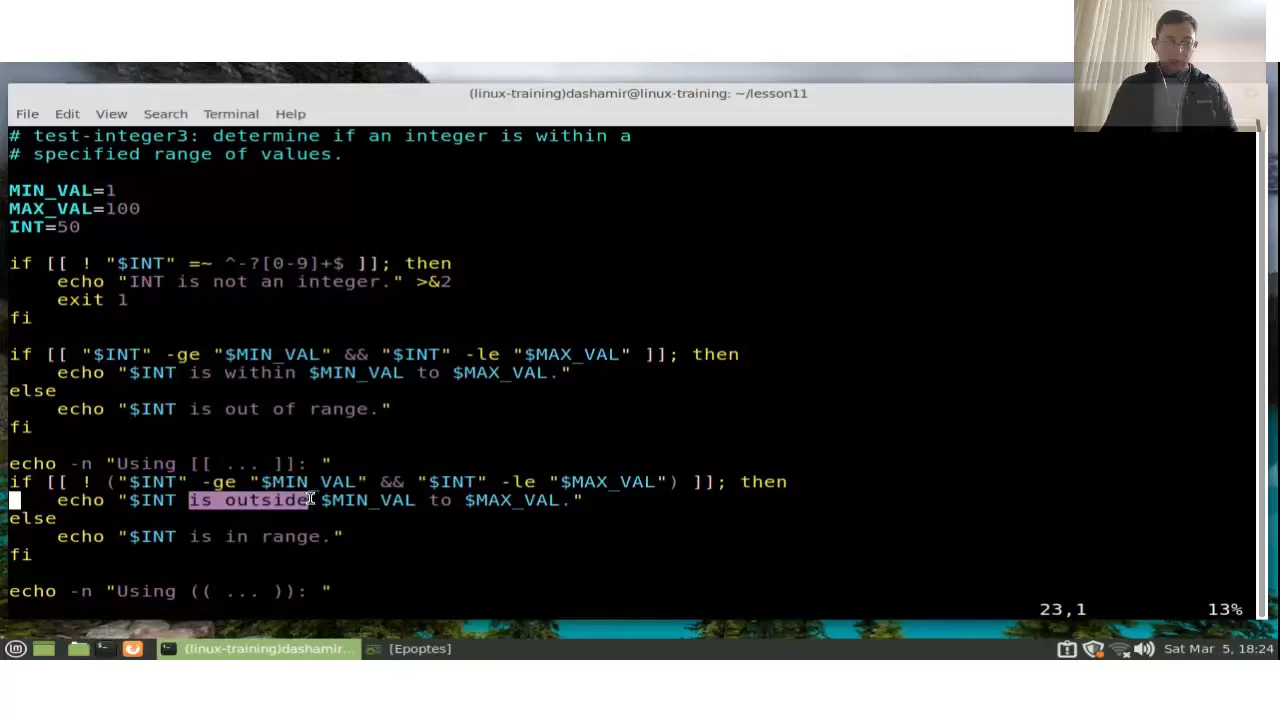 (linux-training)dashamir@linux-training: ~/lesson11
File Edit View Search Terminal Help
# test-integer3: determine if an integer is within a
# specified range of values.
MIN_VAL=1
MAX_VAL=100
INT=50
if [[ ! "$INT" =~ ^-?[0-9]+$ ]]; then
    echo "INT is not an integer." >&2
    exit 1
fi
if [[ "$INT" -ge "$MIN_VAL" && "$INT" -le "$MAX_VAL" ]]; then
    echo "$INT is within $MIN_VAL to $MAX_VAL."
else
    echo "$INT is out of range."
fi
echo -n "Using [[ ... ]]: "
if [[ ! ("$INT" -ge "$MIN_VAL" && "$INT" -le "$MAX_VAL") ]]; then
    echo "$INT is outside $MIN_VAL to $MAX_VAL."
else
    echo "$INT is in range."
fi
echo -n "Using (( ... )): "
23,1 13%
(linux-training)dashamir... [Epoptes] Sat Mar 5, 18:24